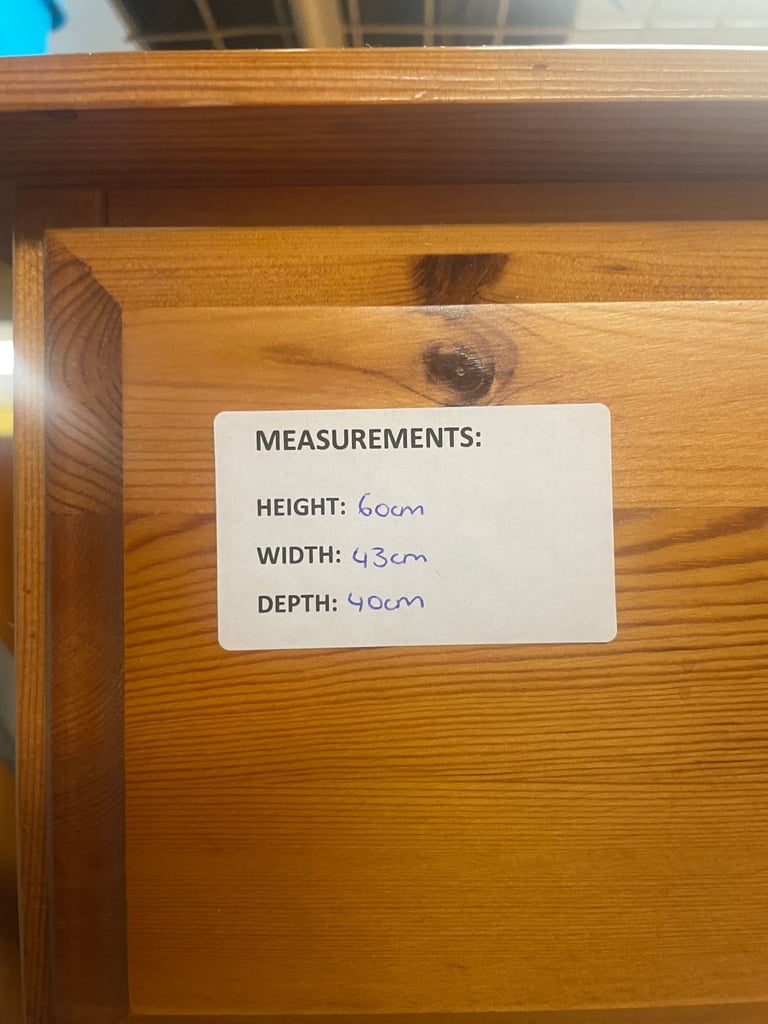 MEASUREMENTS:
HEIGHT: 60cm
WIDTH: 43cm
DEPTH: 40cm